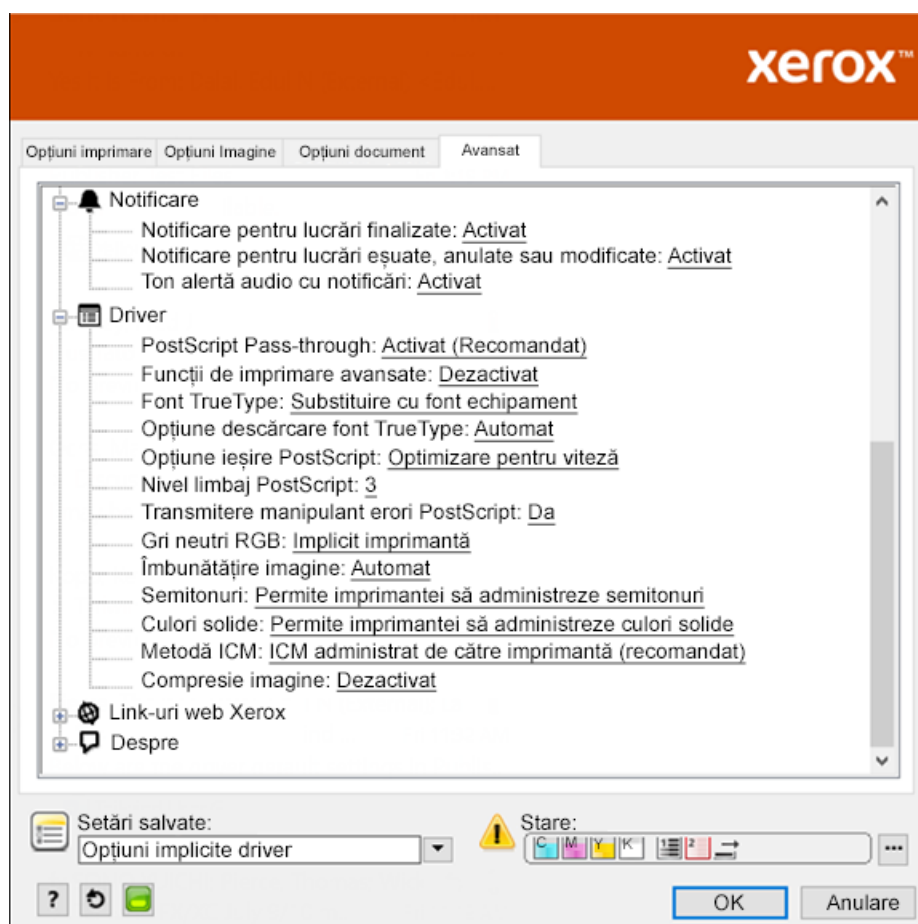 xerox™
Opțiuni imprimare Opțiuni Imagine Opțiuni document Avansat
Notificare
Notificare pentru lucrări finalizate: Activat
Notificare pentru lucrări eșuate, anulate sau modificate: Activat
Ton alertă audio cu notificări: Activat
Driver
PostScript Pass-through: Activat (Recomandat)
Funcții de imprimare avansate: Dezactivat
Font TrueType: Substituire cu font echipament
Opțiune descărcare font TrueType: Automat
Opțiune ieșire PostScript: Optimizare pentru viteză
Nivel limbaj PostScript: 3
Transmitere manipulant erori PostScript: Da
Gri neutri RGB: Implicit imprimantă
Îmbunătățire imagine: Automat
Semitonuri: Permite imprimantei să administreze semitonuri
Culori solide: Permite imprimantei să administreze culori solide
Metodă ICM: ICM administrat de către imprimantă (recomandat)
Compresie imagine: Dezactivat
Link-uri web Xerox
Despre
Setări salvate: Stare:
Opțiuni implicite driver C M Y K 1 2 ...
? OK Anulare